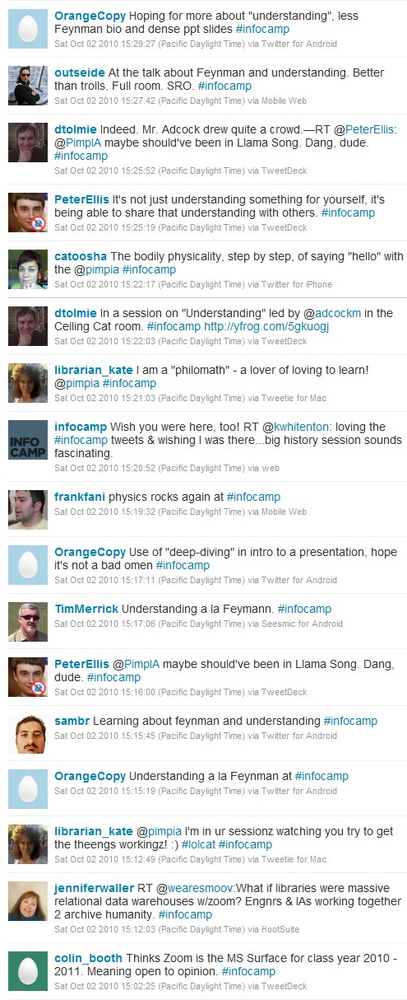 OrangeCopy Hoping for more about "understanding", less
Feynman bio and dense ppt slides #infocamp
Sat Oct 02 2010 15:29:27 (Pacific Daylight Time) via Twitter for Android
outseide At the talk about Feynman and understanding. Better
than trolls. Full room. SRO. #infocamp
Sat Oct 02 2010 15:27:42 (Pacific Daylight Time) via Mobile Web
dtolmie Indeed. Mr. Adcock drew quite a crowd.—RT @PeterEllis:
@PimplA maybe should've been in Llama Song. Dang, dude.
#infocamp
Sat Oct 02 2010 15:25:52 (Pacific Daylight Time) via TweetDeck
PeterEllis It's not just understanding something for yourself, it's
being able to share that understanding with others. #infocamp
Sat Oct 02 2010 15:25:19 (Pacific Daylight Time) via TweetDeck
catoosha The bodily physicality, step by step, of saying "hello" with
the @pimpia #infocamp
Sat Oct 02 2010 15:22:17 (Pacific Daylight Time) via Twitter for iPhone
dtolmie In a session on "Understanding" led by @adcockm in the
Ceiling Cat room. #infocamp http://yfrog.com/5gkuogj
Sat Oct 02 2010 15:22:03 (Pacific Daylight Time) via TweetDeck
librarian_kate I am a "philomath" - a lover of loving to learn!
@pimpia #infocamp
Sat Oct 02 2010 15:21:03 (Pacific Daylight Time) via Tweetie for Mac
INFO
CAMP
infocamp Wish you were here, too! RT @kwhitenton: loving the
#infocamp tweets & wishing I was there...big history session sounds
fascinating.
Sat Oct 02 2010 15:20:52 (Pacific Daylight Time) via web
frankfani physics rocks again at #infocamp
Sat Oct 02 2010 15:19:32 (Pacific Daylight Time) via Mobile Web
OrangeCopy Use of "deep-diving" in intro to a presentation, hope
it's not a bad omen #infocamp
Sat Oct 02 2010 15:17:11 (Pacific Daylight Time) via Twitter for Android
TimMerrick Understanding a la Feymann. #infocamp
Sat Oct 02 2010 15:17:06 (Pacific Daylight Time) via Seesmic for Android
PeterEllis @PimplA maybe should've been in Llama Song. Dang,
dude. #infocamp
Sat Oct 02 2010 15:16:00 (Pacific Daylight Time) via TweetDeck
sambr Learning about feynman and understanding #infocamp
Sat Oct 02 2010 15:15:45 (Pacific Daylight Time) via Twitter for Android
OrangeCopy Understanding a la Feynman at #infocamp
Sat Oct 02 2010 15:15:19 (Pacific Daylight Time) via Twitter for Android
librarian_kate @pimpia I'm in ur sessionz watching you try to get
the theengs workingz! :) #lolcat #infocamp
Sat Oct 02 2010 15:12:49 (Pacific Daylight Time) via Tweetie for Mac
jenniferwaller RT @wearesmoov:What if libraries were massive
relational data warehouses w/zoom? Engnrs & IAs working together
2 archive humanity. #infocamp
Sat Oct 02 2010 15:12:03 (Pacific Daylight Time) via HootSuite
colin_booth Thinks Zoom is the MS Surface for class year 2010 -
2011. Meaning open to opinion. #infocamp
Sat Oct 02 2010 15:02:25 (Pacific Daylight Time) via TweetDeck